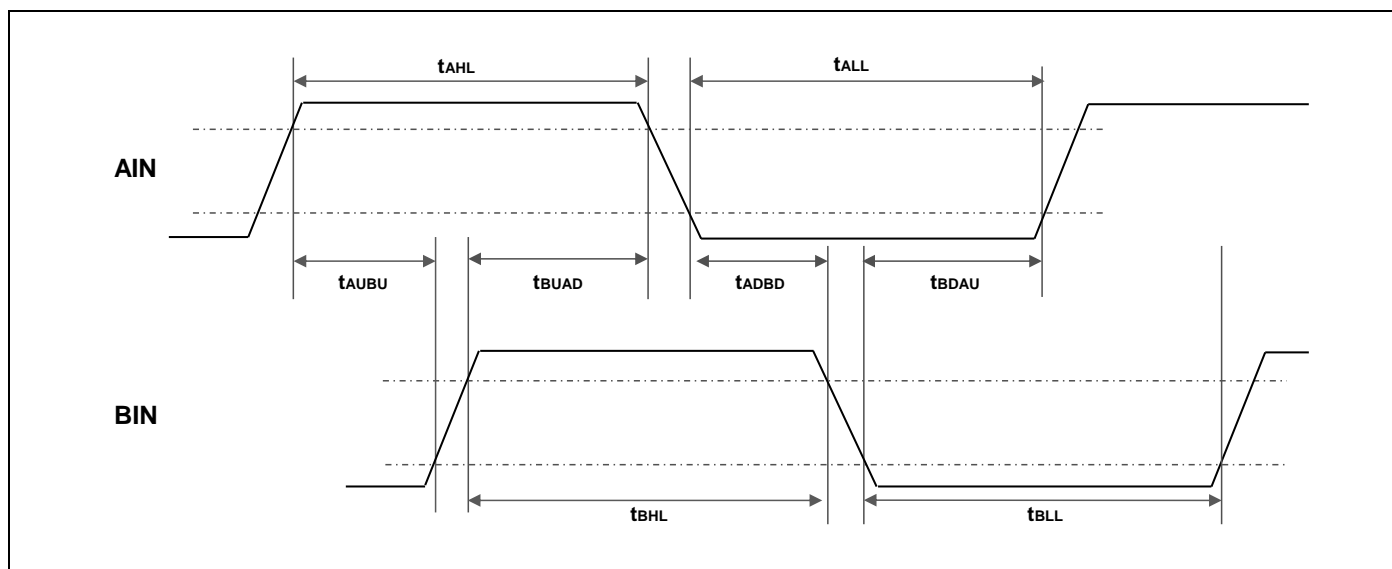 tAHL
tALL
AIN
tAUBU
tBUAD
tADBD
tBDAU
BIN
tBHL
tBLL